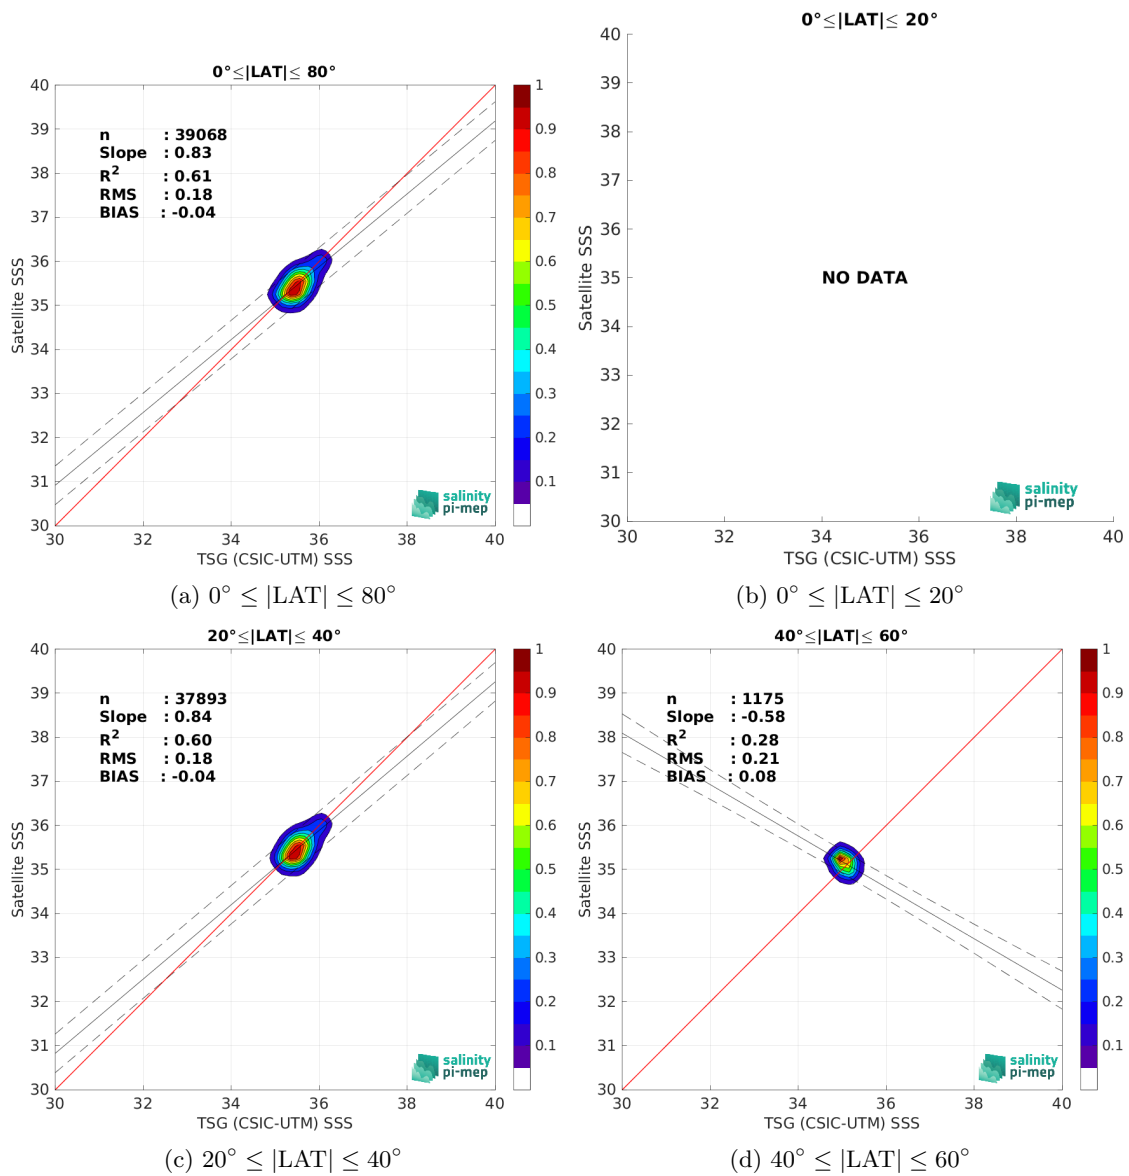 0°≤|LAT|≤ 80°
n : 39068
Slope : 0.83
R² : 0.61
RMS : 0.18
BIAS : -0.04
Satellite SSS
40
39
38
37
36
35
34
33
32
31
30
30 32 34 36 38 40
TSG (CSIC-UTM) SSS
1
0.9
0.8
0.7
0.6
0.5
0.4
0.3
0.2
0.1
salinity
pi-mep
(a) 0° ≤ |LAT| ≤ 80°
0°≤|LAT|≤ 20°
NO DATA
Satellite SSS
40
39
38
37
36
35
34
33
32
31
30
30 32 34 36 38 40
TSG (CSIC-UTM) SSS
salinity
pi-mep
(b) 0° ≤ |LAT| ≤ 20°
20°≤|LAT|≤ 40°
n : 37893
Slope : 0.84
R² : 0.60
RMS : 0.18
BIAS : -0.04
Satellite SSS
40
39
38
37
36
35
34
33
32
31
30
30 32 34 36 38 40
TSG (CSIC-UTM) SSS
1
0.9
0.8
0.7
0.6
0.5
0.4
0.3
0.2
0.1
salinity
pi-mep
(c) 20° ≤ |LAT| ≤ 40°
40°≤|LAT|≤ 60°
n : 1175
Slope : -0.58
R² : 0.28
RMS : 0.21
BIAS : 0.08
Satellite SSS
40
39
38
37
36
35
34
33
32
31
30
30 32 34 36 38 40
TSG (CSIC-UTM) SSS
1
0.9
0.8
0.7
0.6
0.5
0.4
0.3
0.2
0.1
salinity
pi-mep
(d) 40° ≤ |LAT| ≤ 60°